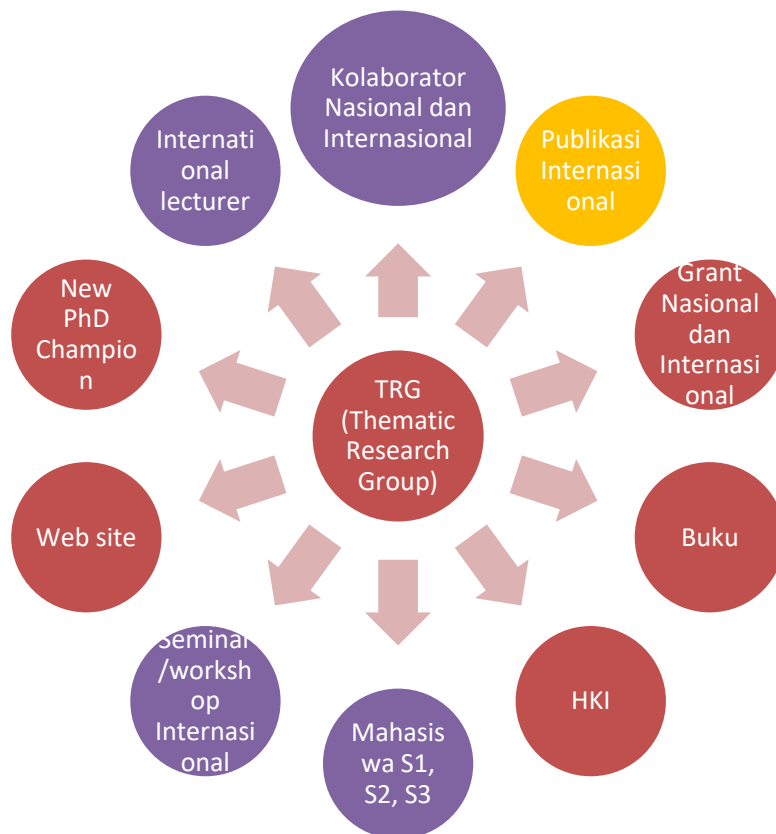 Kolaborator
Nasional dan
Internasional
Publikasi
Internasi
onal
Grant
Nasional
dan
Internasi
onal
Buku
HKI
Mahasis
wa S1,
S2, S3
Seminar
/worksh
op
Internasi
onal
Web site
New
PhD
Champio
n
Internati
onal
lecturer
TRG
(Thematic
Research
Group)